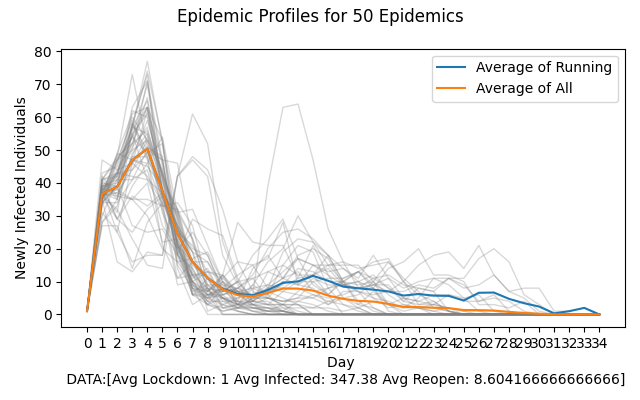 Epidemic Profiles for 50 Epidemics
80
70
60
50
40
30
20
10
0
Newly Infected Individuals
Average of Running
Average of All
0 1 2 3 4 5 6 7 8 9 10 11 12 13 14 15 16 17 18 19 20 21 22 23 24 25 26 27 28 29 30 31 32 33 34
Day
DATA:[Avg Lockdown: 1 Avg Infected: 347.38 Avg Reopen: 8.604166666666666]